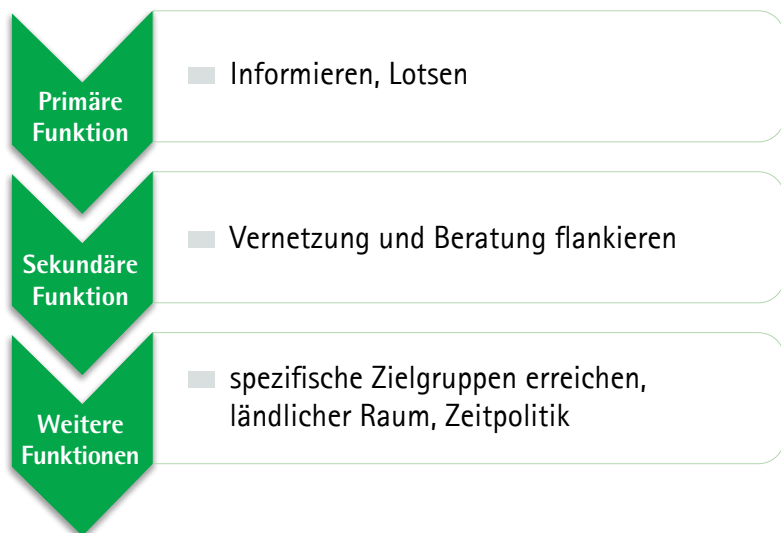 Primäre
Funktion
Informieren, Lotsen
Sekundäre
Funktion
Vernetzung und Beratung flankieren
Weitere
Funktionen
spezifische Zielgruppen erreichen,
ländlicher Raum, Zeitpolitik